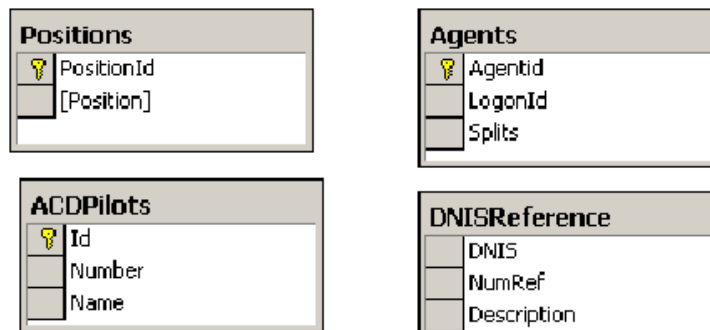 Positions
PositionId
[Position]
Agents
Agentid
LogonId
Splits
ACDPilots
Id
Number
Name
DNISReference
DNIS
NumRef
Description